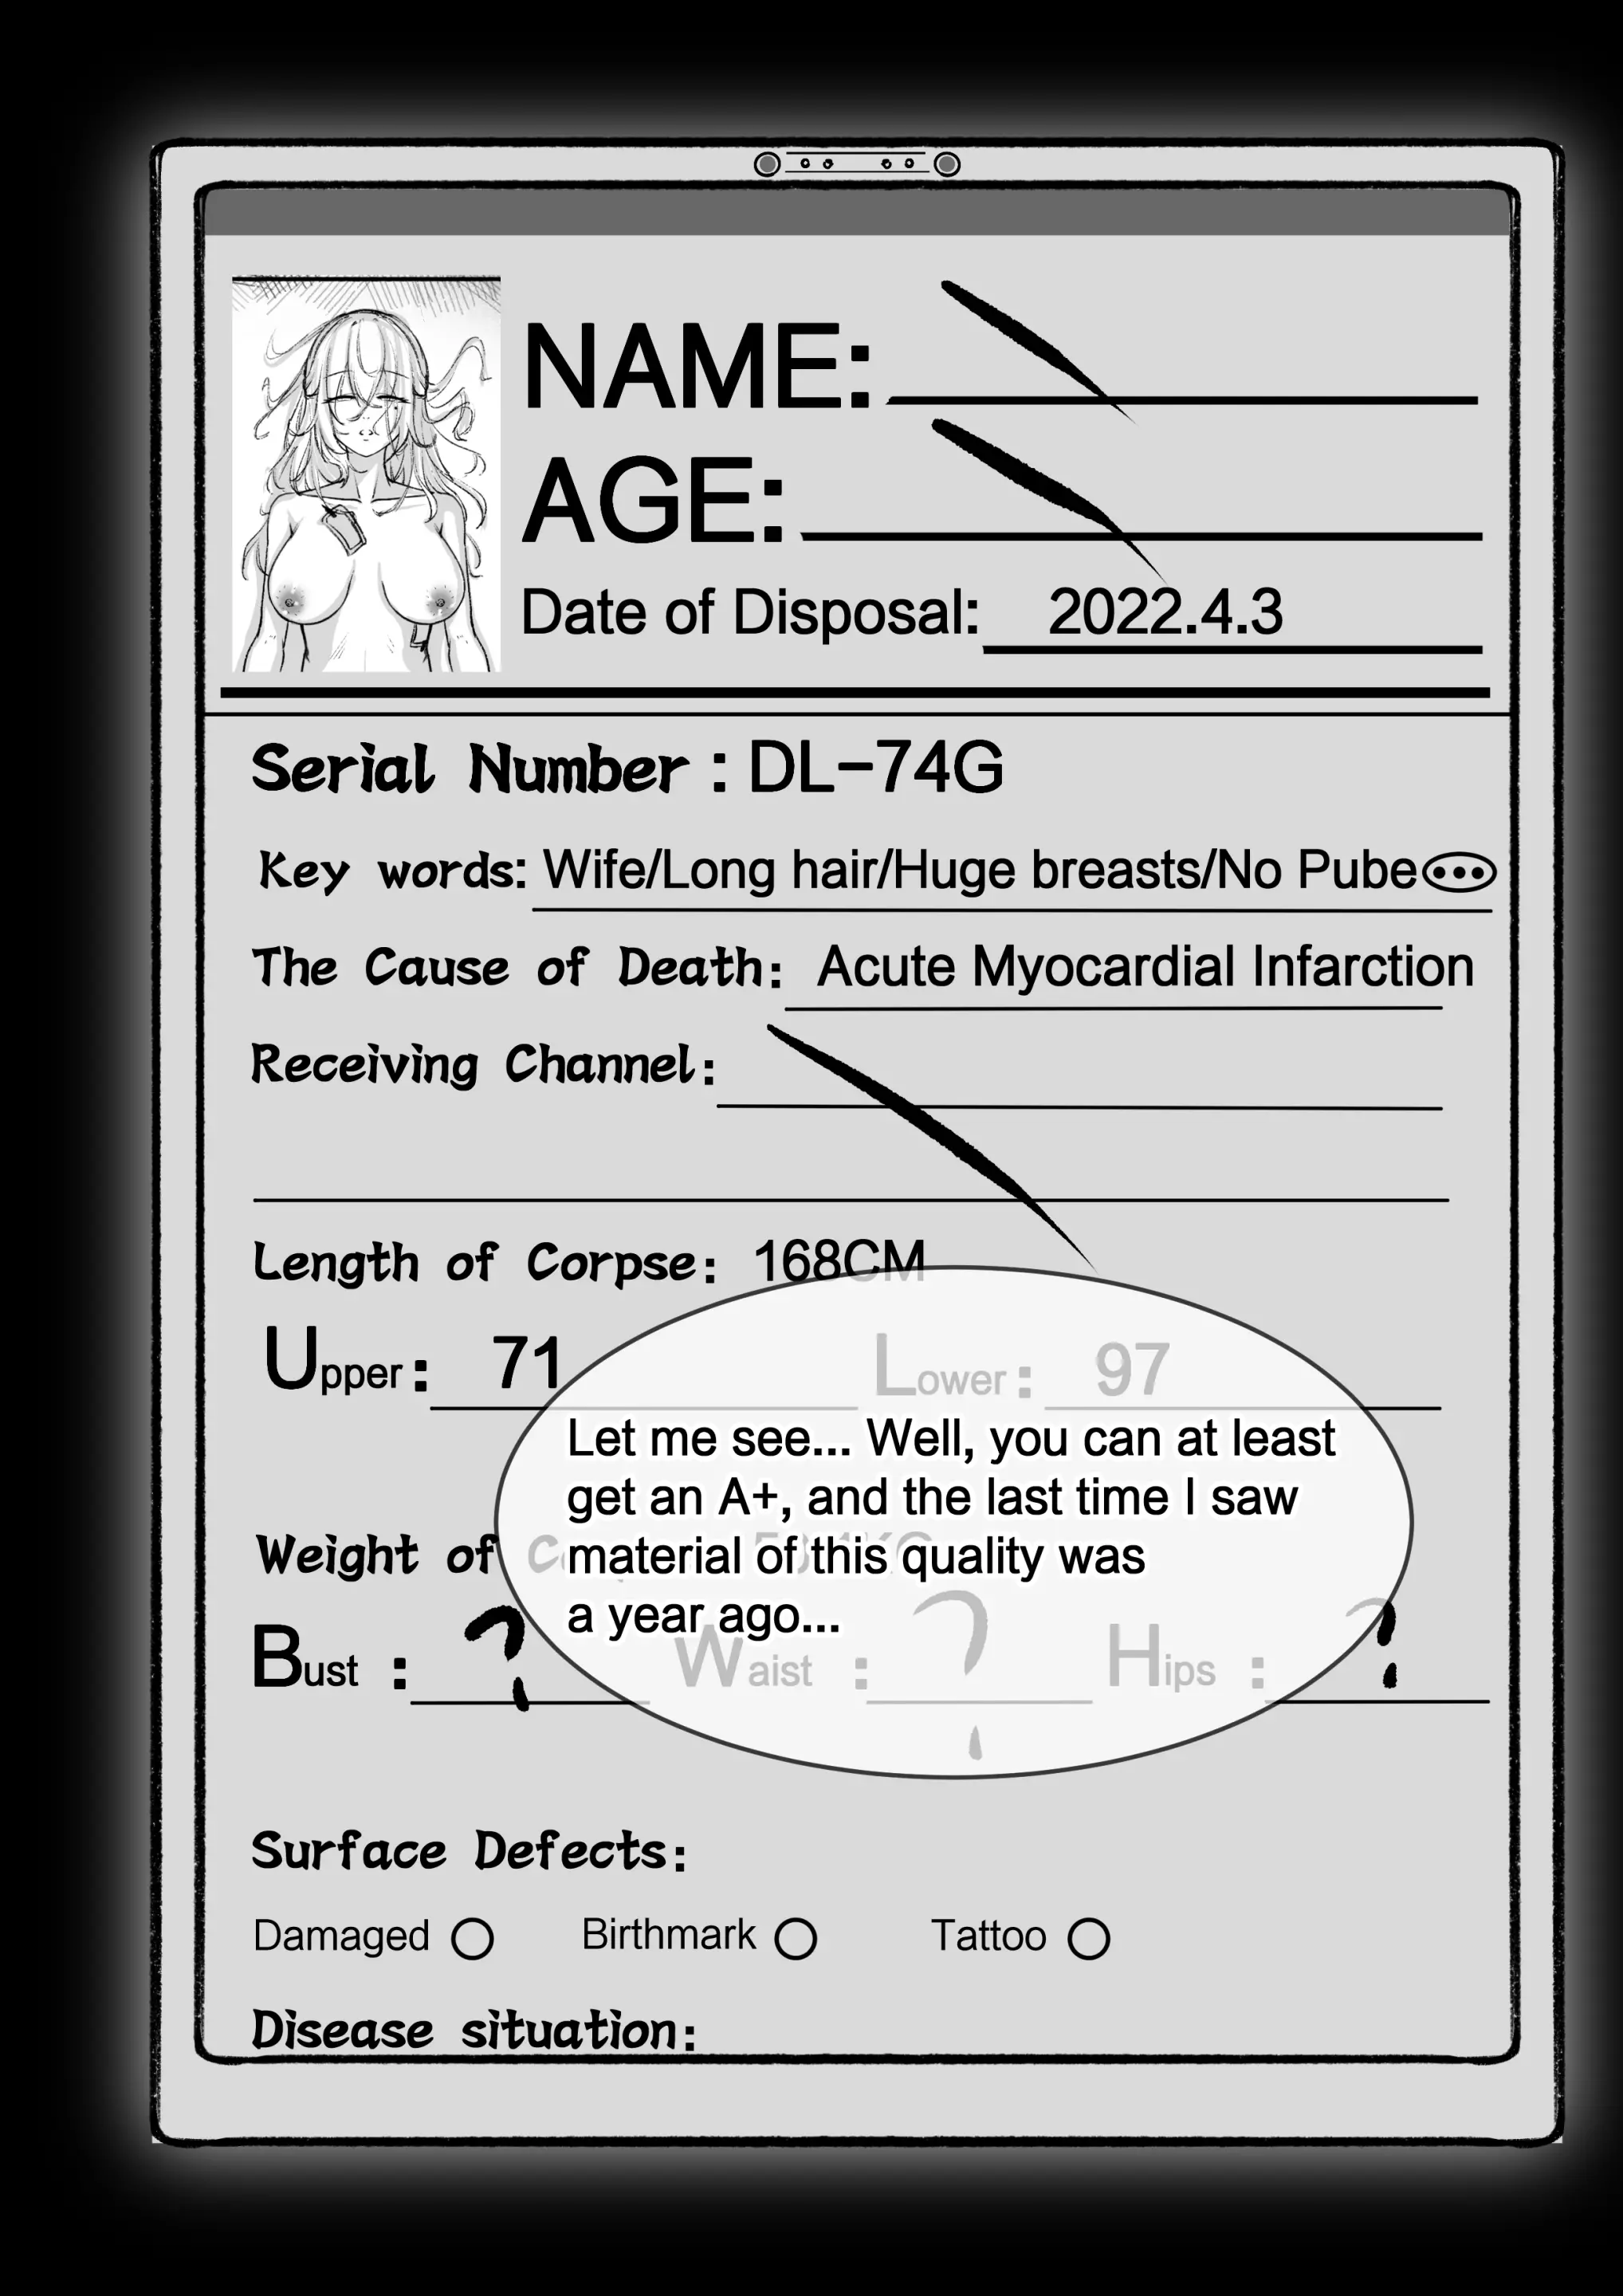 NAME:
AGE:
Date of Disposal: 2022.4.3
Serial Number : DL-74G
Key words: Wife/Long hair/Huge breasts/No Pube
The Cause of Death: Acute Myocardial Infarction
Receiving Channel:
Length of Corpse: 168CM
Upper: 71 Lower: 97
Let me see... Well, you can at least
get an A+, and the last time I saw
material of this quality was
a year ago...
Weight of
Bust : ? Waist : ? Hips : ?
Surface Defects:
Damaged Birthmark Tattoo
Disease situation: